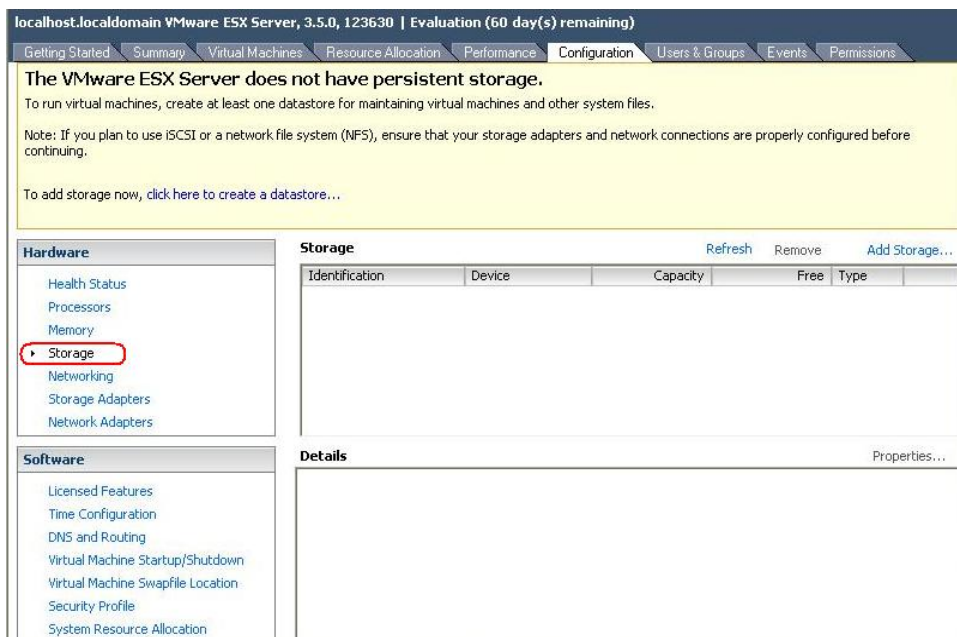 localhost.localdomain VMware ESX Server, 3.5.0, 123630 | Evaluation (60 day(s) remaining)
Getting Started Summary Virtual Machines Resource Allocation Performance Configuration Users & Groups Events Permissions
The VMware ESX Server does not have persistent storage.
To run virtual machines, create at least one datastore for maintaining virtual machines and other system files.
Note: If you plan to use iSCSI or a network file system (NFS), ensure that your storage adapters and network connections are properly configured before
continuing.
To add storage now, click here to create a datastore...
Hardware
Health Status
Processors
Memory
Storage
Networking
Storage Adapters
Network Adapters
Software
Licensed Features
Time Configuration
DNS and Routing
Virtual Machine Startup/Shutdown
Virtual Machine Swapfile Location
Security Profile
System Resource Allocation
Storage Refresh Remove Add Storage...
Identification Device Capacity Free Type
Details Properties...